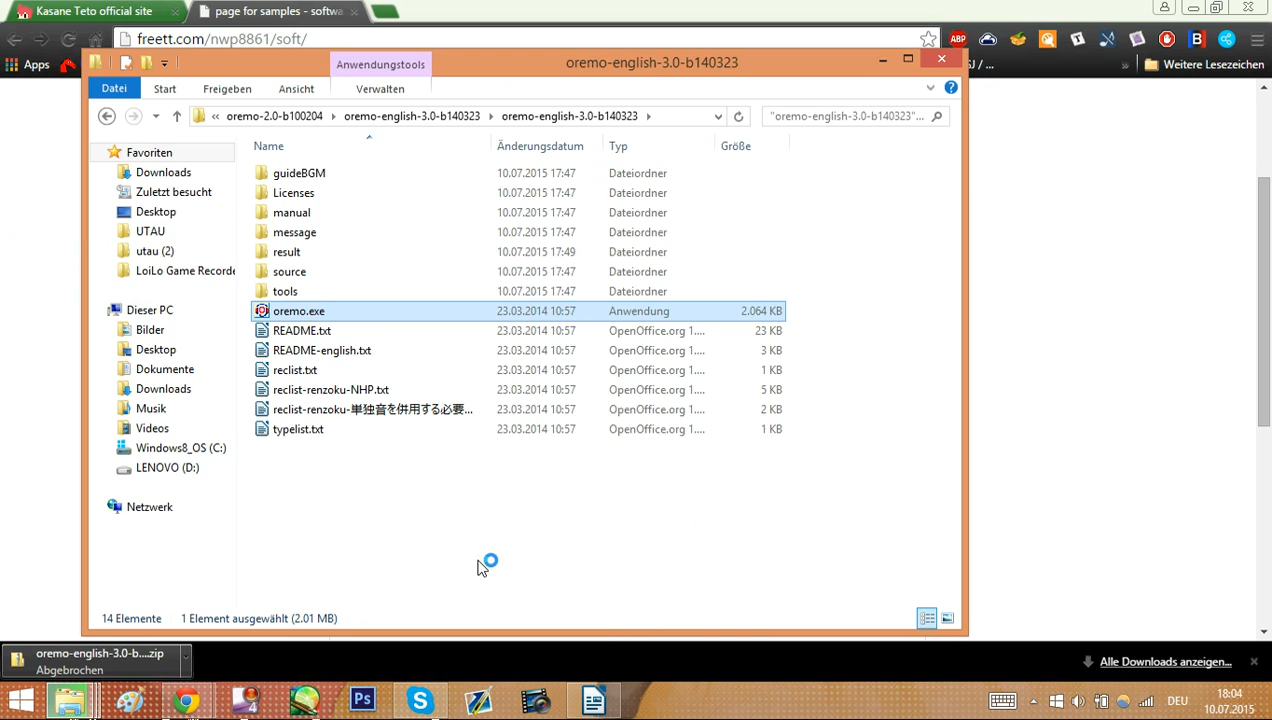 Kasane Teto official site
page for samples - softwa
freett.com/nwp8861/soft/
ABP
Apps
J / ...
»
Weitere Lesezeichen
Anwendungstools
oremo-english-3.0-b140323
Datei
Start
Freigeben
Ansicht
Verwalten
« oremo-2.0-b100204 oremo-english-3.0-b140323 oremo-english-3.0-b140323
"oremo-english-3.0-b140323"...
Name Änderungsdatum Typ Größe
Favoriten
Downloads
Zuletzt besucht
Desktop
UTAU
utau (2)
LoiLo Game Recorde
Dieser PC
Bilder
Desktop
Dokumente
Downloads
Musik
Videos
Windows8_OS (C:)
LENOVO (D:)
Netzwerk
guideBGM 10.07.2015 17:47 Dateiordner
Licenses 10.07.2015 17:47 Dateiordner
manual 10.07.2015 17:47 Dateiordner
message 10.07.2015 17:47 Dateiordner
result 10.07.2015 17:49 Dateiordner
source 10.07.2015 17:47 Dateiordner
tools 10.07.2015 17:47 Dateiordner
oremo.exe 23.03.2014 10:57 Anwendung 2.064 KB
README.txt 23.03.2014 10:57 OpenOffice.org 1.... 23 KB
README-english.txt 23.03.2014 10:57 OpenOffice.org 1.... 3 KB
reclist.txt 23.03.2014 10:57 OpenOffice.org 1.... 1 KB
reclist-renzoku-NHP.txt 23.03.2014 10:57 OpenOffice.org 1.... 5 KB
reclist-renzoku-単独音を併用する必要... 23.03.2014 10:57 OpenOffice.org 1.... 2 KB
typelist.txt 23.03.2014 10:57 OpenOffice.org 1.... 1 KB
14 Elemente 1 Element ausgewählt (2.01 MB)
oremo-english-3.0-b....zip
Abgebrochen
Alle Downloads anzeigen...
4
Ps
DEU
18:04
10.07.2015